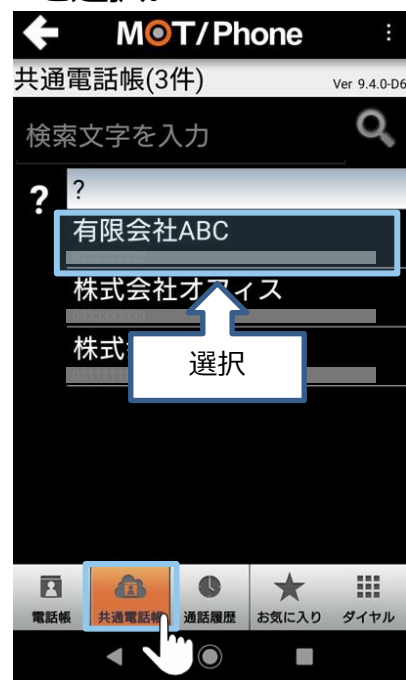 を選択。
MOT/Phone
共通電話帳(3件) Ver 9.4.0-D6
検索文字を入力
?
?
有限会社ABC
株式会社オフィス
株式
選択
電話帳 共通電話帳 通話履歴 お気に入り ダイヤル